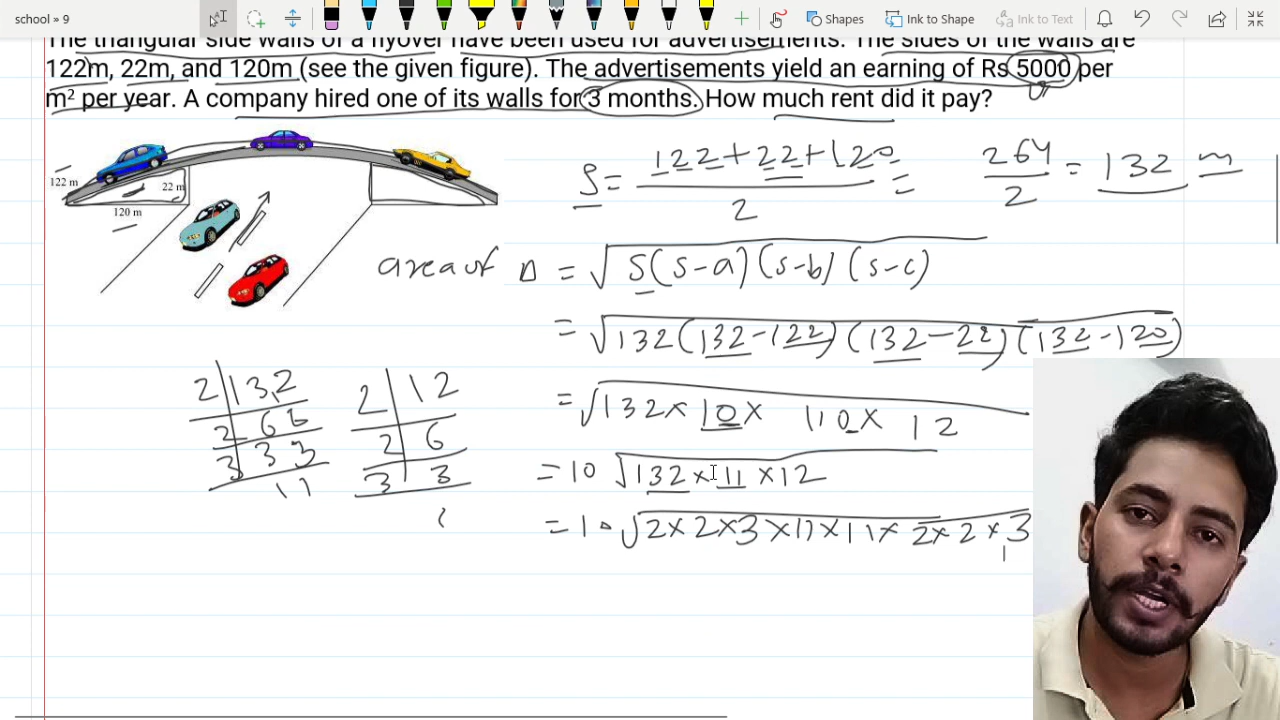 school » 9
Shapes
Ink to Shape
Ink to Text
The triangular side walls of a flyover have been used for advertisements. The sides of the walls are
122m, 22m, and 120m (see the given figure). The advertisements yield an earning of Rs 5000 per
m² per year. A company hired one of its walls for 3 months. How much rent did it pay?
122 m
22 m
120 m
S = 122+22+120 / 2 = 264 / 2 = 132 m
area of Δ = √S(s-a)(s-b)(s-c)
= √132(132-122)(132-22)(132-120)
= √132× 10× 110× 12
= 10 √132×11×12
= 10 √2×2×3×11×11×2×2×3
2 | 132
2 | 66
3 | 33
11
2 | 12
2 | 6
3 | 3
1